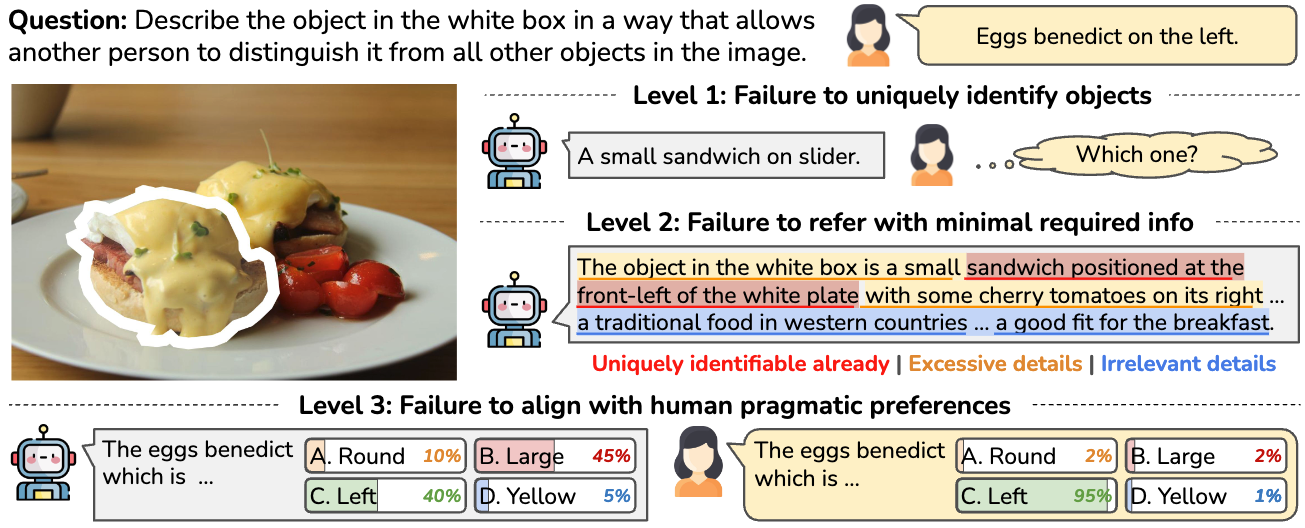 Question: Describe the object in the white box in a way that allows
another person to distinguish it from all other objects in the image.
Eggs benedict on the left.
Level 1: Failure to uniquely identify objects
A small sandwich on slider.
Which one?
Level 2: Failure to refer with minimal required info
The object in the white box is a small sandwich positioned at the
front-left of the white plate with some cherry tomatoes on its right ...
a traditional food in western countries ... a good fit for the breakfast.
Uniquely identifiable already | Excessive details | Irrelevant details
Level 3: Failure to align with human pragmatic preferences
The eggs benedict
which is ...
A. Round 10%
B. Large 45%
C. Left 40%
D. Yellow 5%
The eggs benedict
which is ...
A. Round 2%
B. Large 2%
C. Left 95%
D. Yellow 1%